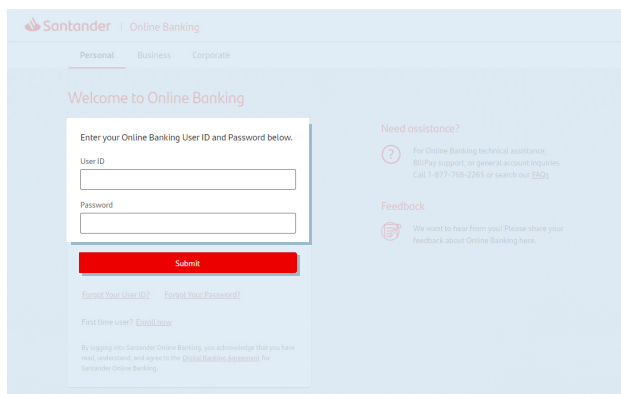 Santander | Online Banking
Personal Business Corporate
Welcome to Online Banking
Enter your Online Banking User ID and Password below.
User ID
Password
Submit
Forgot Your User ID? Forgot Your Password?
First time user? Enroll now
By logging into Santander Online Banking, you acknowledge that you have
read, understand, and agree to the Digital Banking Agreement for
Santander Online Banking.
Need assistance?
For Online Banking technical assistance,
BillPay support, or general account inquiries
Call 1-877-768-2265 or search our FAQs
Feedback
We want to hear from you! Please share your
feedback about Online Banking here.